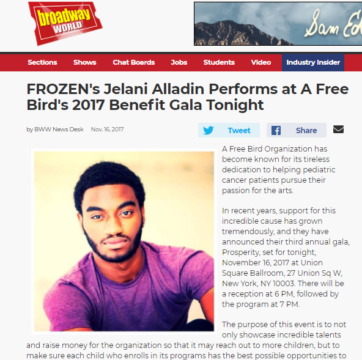 broadway
WORLD
Sam Ed
Sections Shows Chat Boards Jobs Students Video Industry Insider
FROZEN's Jelani Alladin Performs at A Free
Bird's 2017 Benefit Gala Tonight
by BWW News Desk Nov. 16, 2017
Tweet Share
A Free Bird Organization has
become known for its tireless
dedication to helping pediatric
cancer patients pursue their
passion for the arts.
In recent years, support for this
incredible cause has grown
tremendously, and they have
announced their third annual gala,
Prosperity, set for tonight,
November 16, 2017 at Union
Square Ballroom, 27 Union Sq W,
New York, NY 10003. There will be
a reception at 6 PM, followed by
the program at 7 PM.
The purpose of this event is to not
only showcase incredible talents
and raise money for the organization so that it may reach out to more children, but to
make sure each child who enrolls in its programs has the best possible opportunities to